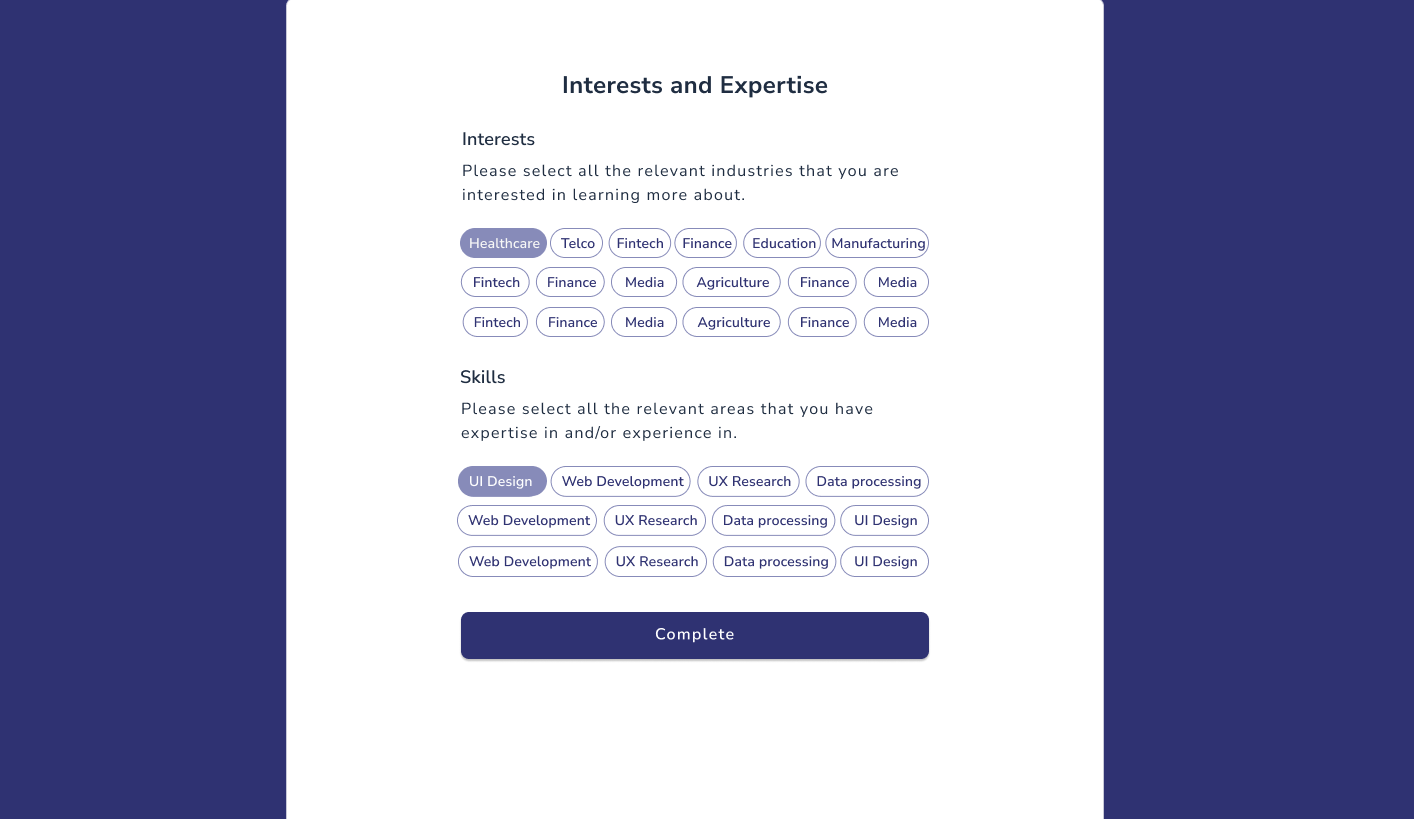 Interests and Expertise
Interests
Please select all the relevant industries that you are
interested in learning more about.
Healthcare Telco Fintech Finance Education Manufacturing
Fintech Finance Media Agriculture Finance Media
Fintech Finance Media Agriculture Finance Media
Skills
Please select all the relevant areas that you have
expertise in and/or experience in.
UI Design Web Development UX Research Data processing
Web Development UX Research Data processing UI Design
Web Development UX Research Data processing UI Design
Complete